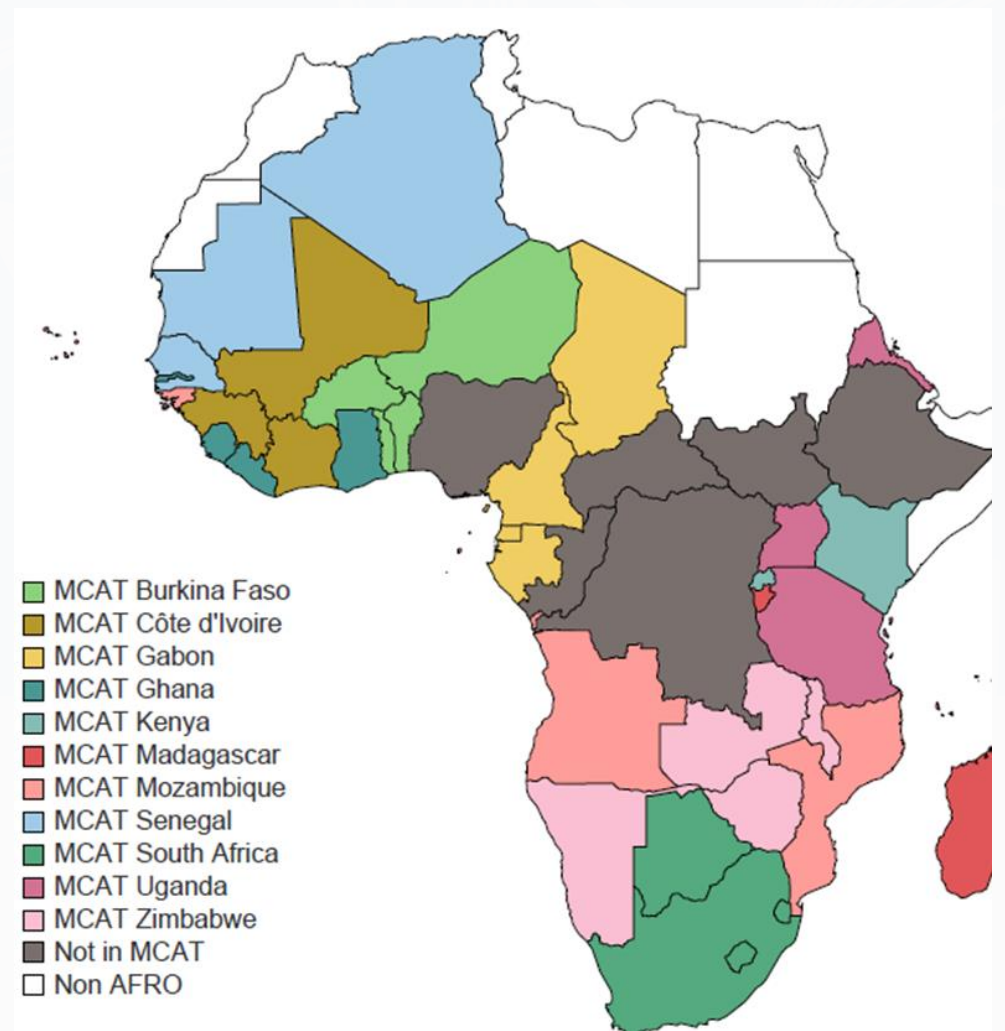 MCAT Burkina Faso
MCAT Côte d'Ivoire
MCAT Gabon
MCAT Ghana
MCAT Kenya
MCAT Madagascar
MCAT Mozambique
MCAT Senegal
MCAT South Africa
MCAT Uganda
MCAT Zimbabwe
Not in MCAT
Non AFRO